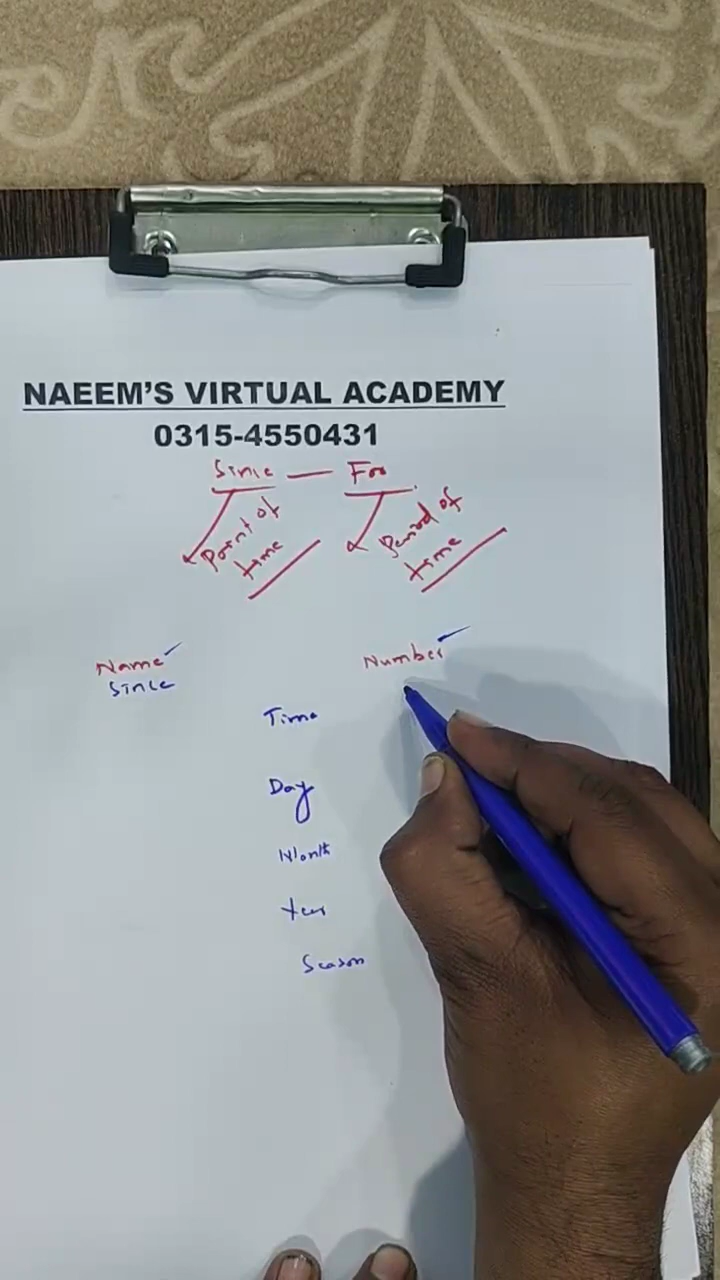 NAEEM'S VIRTUAL ACADEMY
0315-4550431
Since — For
Point of time
Period of time
Name
Number
Since
Time
Day
Month
Year
Season